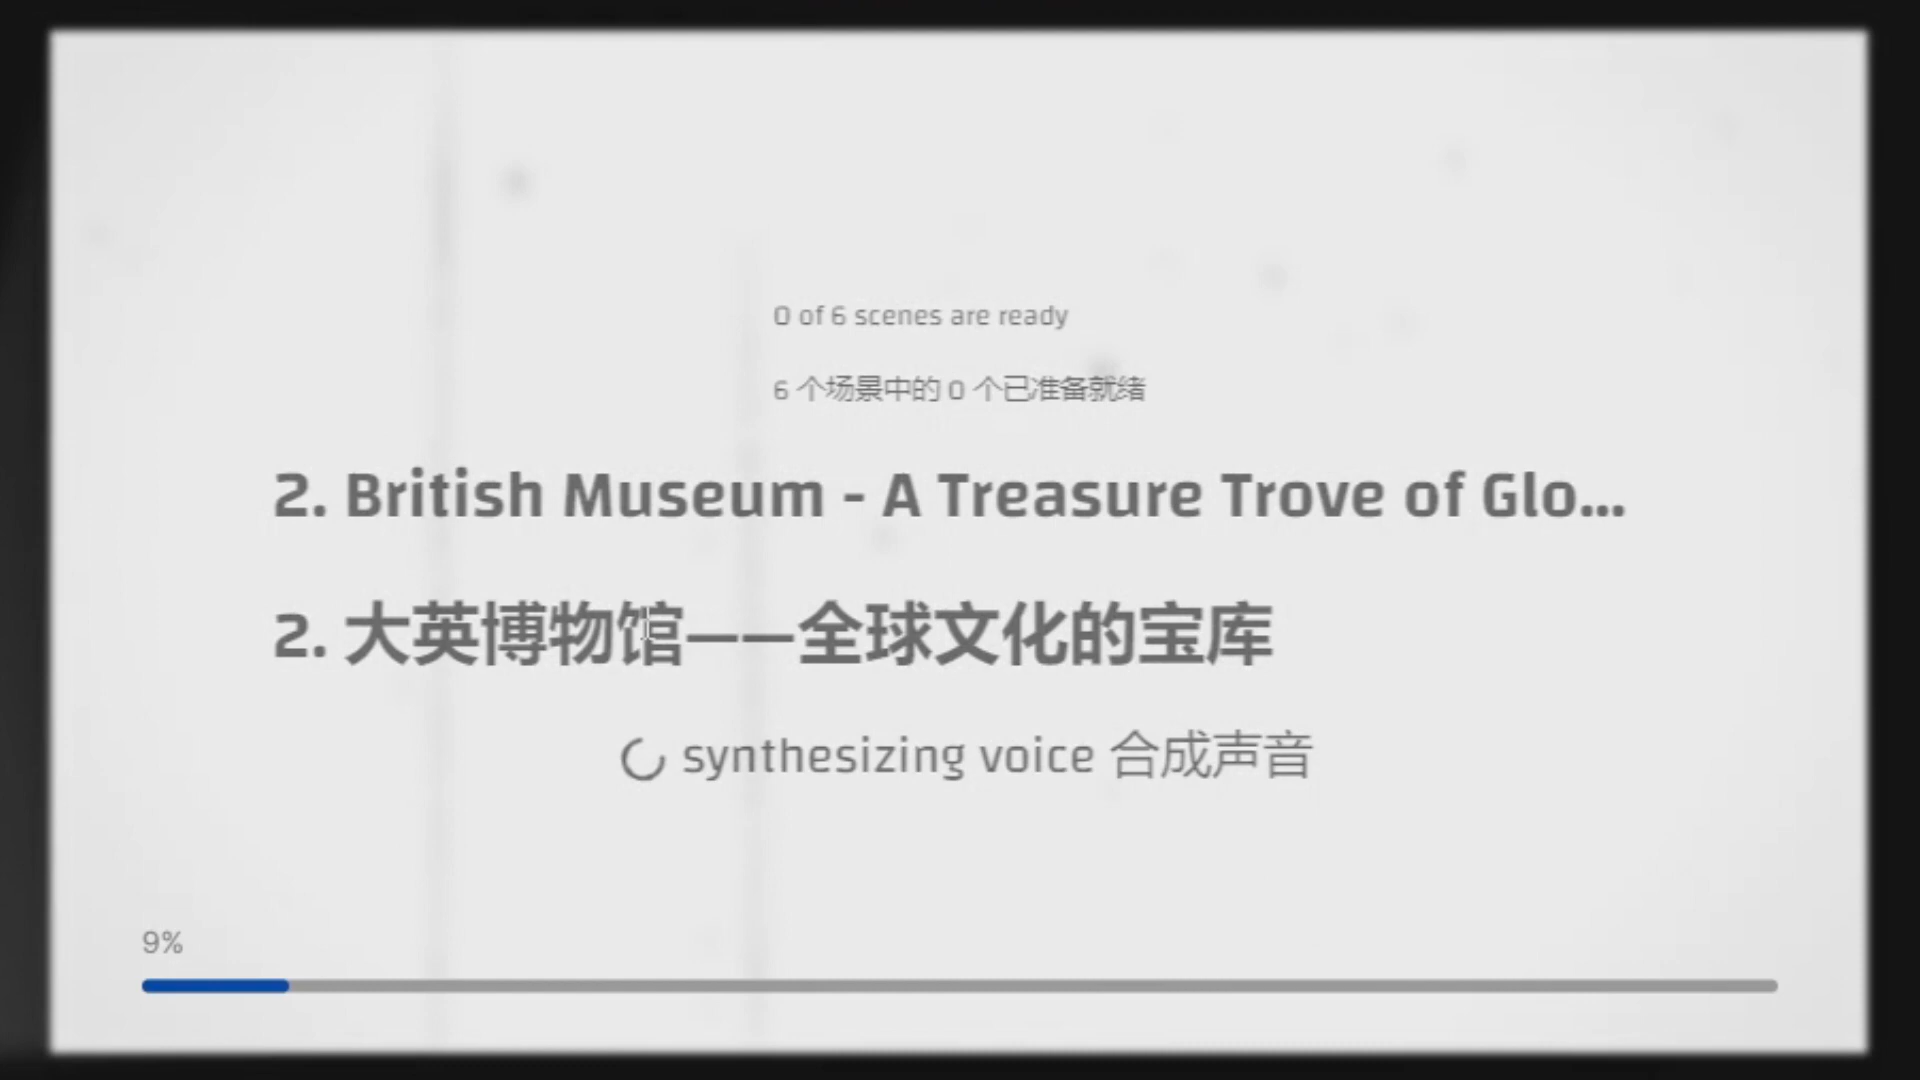 0 of 6 scenes are ready
6 个场景中的 0 个已准备就绪
2. British Museum - A Treasure Trove of Glo...
2. 大英博物馆——全球文化的宝库
synthesizing voice 合成声音
9%